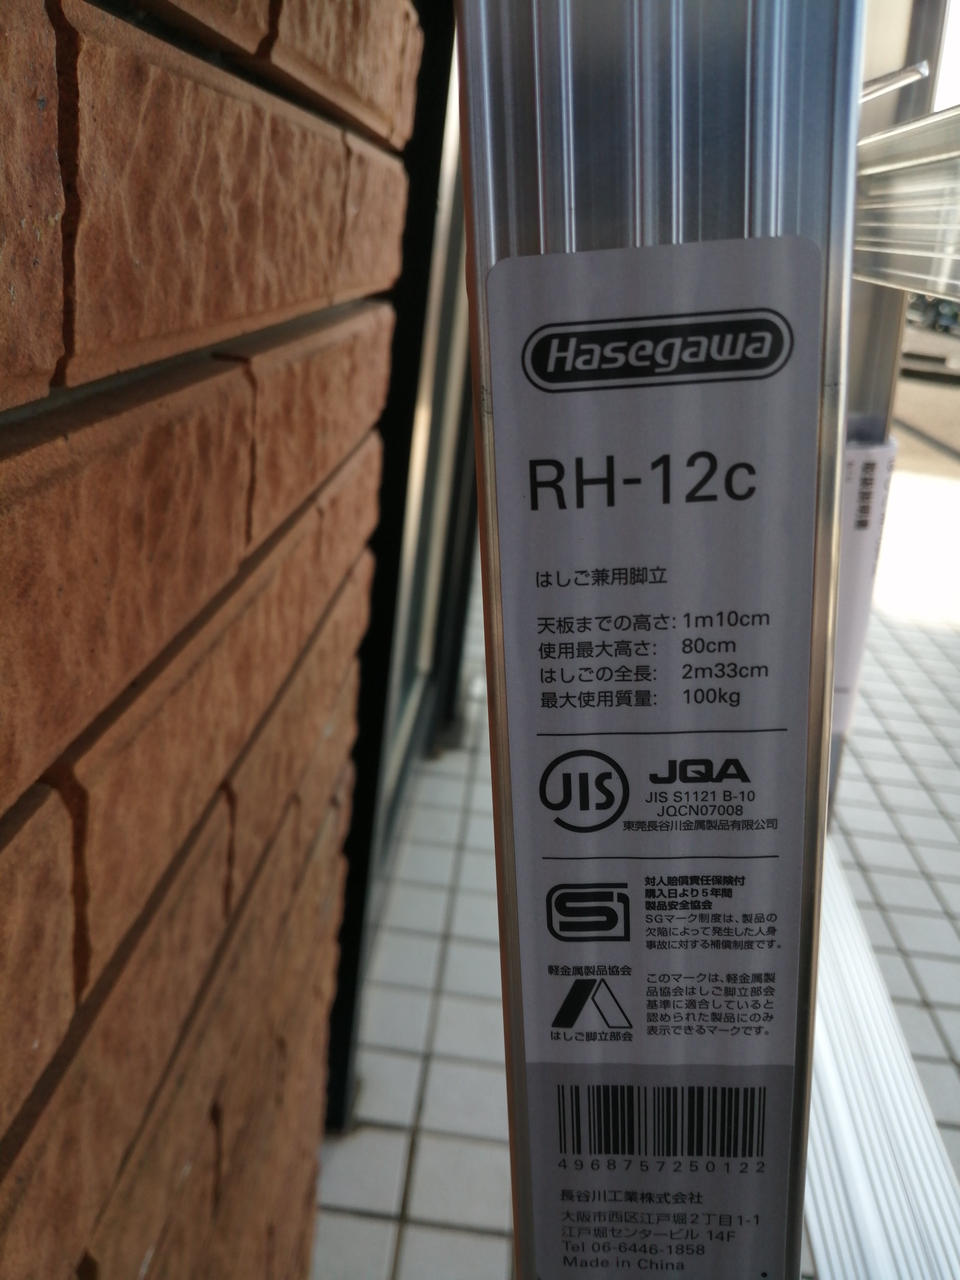 Hasegawa
RH-12c
はしご兼用脚立
天板までの高さ: 1m10cm
使用最大高さ: 80cm
はしごの全長: 2m33cm
最大使用質量: 100kg
JIS
JQA
JIS S1121 B-10
JQCN07008
東莞長谷川金属製品有限公司
対人賠償責任保険付
購入日より5年間
製品安全協会
SGマーク制度は、製品の
欠陥によって発生した人身
事故に対する補償制度です。
軽金属製品協会
はしご脚立部会
このマークは、軽金属製
品協会はしご脚立部会
基準に適合していると
認められた製品にのみ
表示できるマークです。
4968757250122
長谷川工業株式会社
大阪市西区江戸堀2丁目1-1
江戸堀センタービル 14F
Tel 06-6446-1858
Made in China